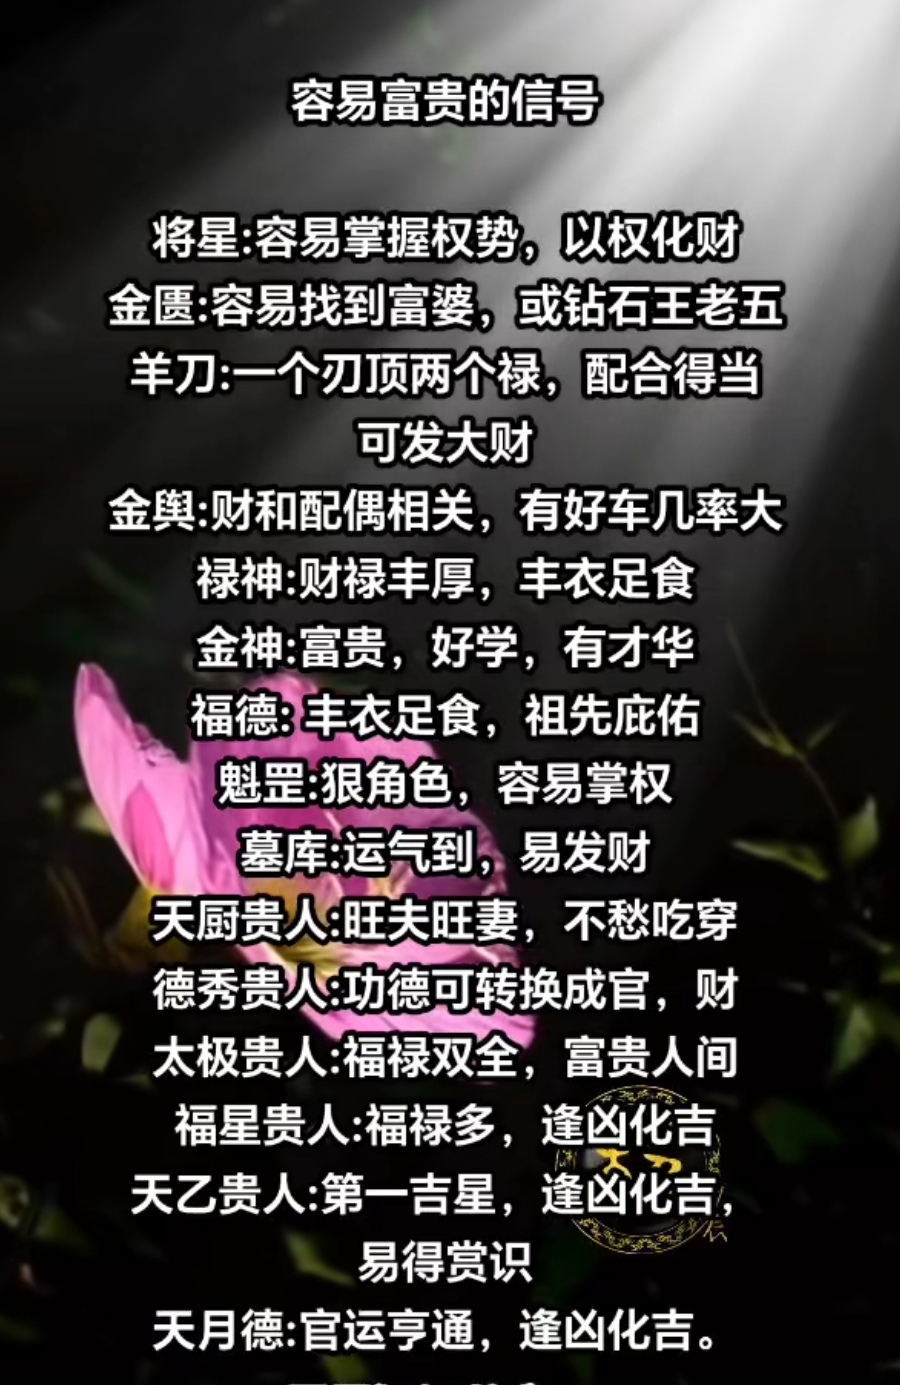 容易富贵的信号
将星:容易掌握权势，以权化财
金匮:容易找到富婆，或钻石王老五
羊刀:一个刃顶两个禄，配合得当
可发大财
金舆:财和配偶相关，有好车几率大
禄神:财禄丰厚，丰衣足食
金神:富贵，好学，有才华
福德: 丰衣足食，祖先庇佑
魁罡:狠角色，容易掌权
墓库:运气到，易发财
天厨贵人:旺夫旺妻，不愁吃穿
德秀贵人:功德可转换成官，财
太极贵人:福禄双全，富贵人间
福星贵人:福禄多，逢凶化吉
天乙贵人:第一吉星，逢凶化吉，
易得赏识
天月德:官运亨通，逢凶化吉。